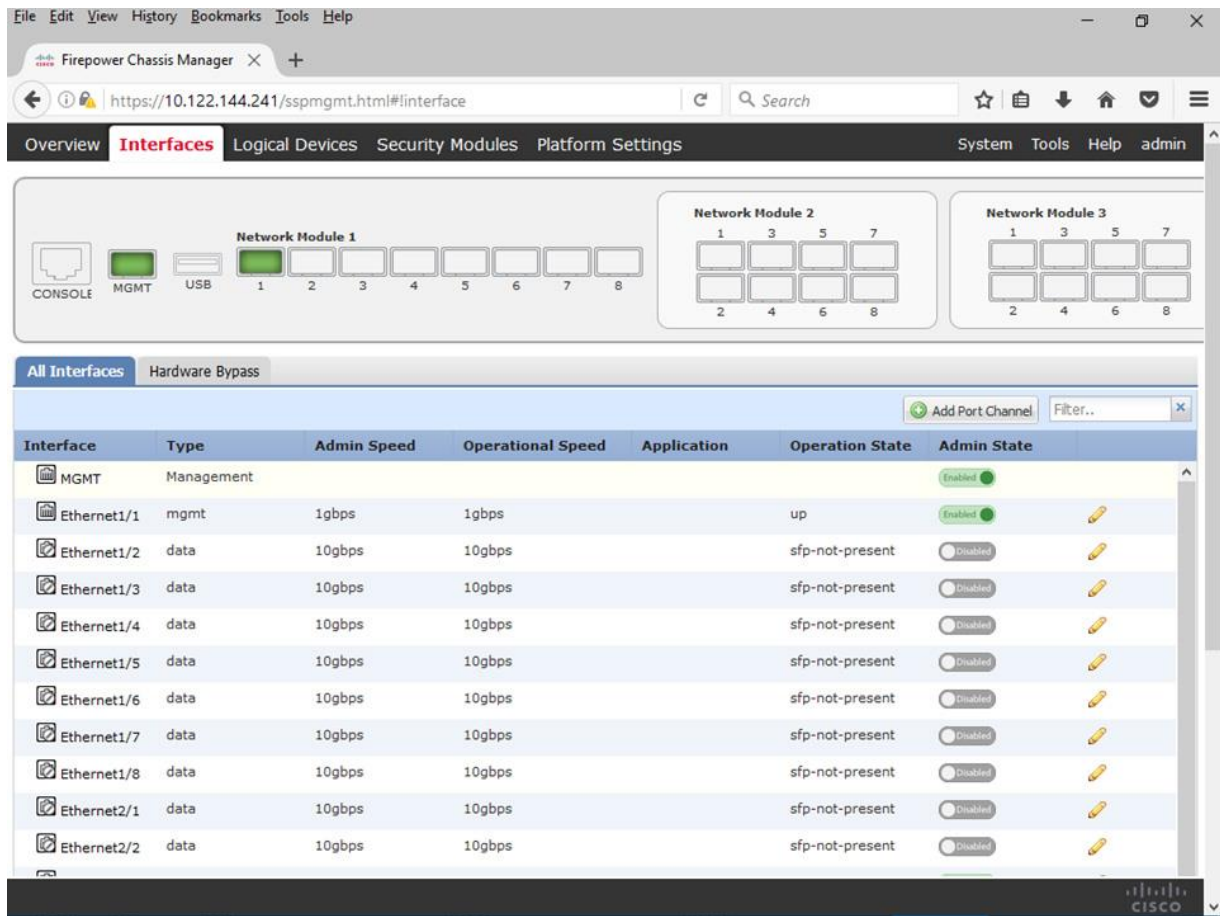 File Edit View History Bookmarks Tools Help
Firepower Chassis Manager
https://10.122.144.241/sspmgmt.html#!interface
Search
Overview Interfaces Logical Devices Security Modules Platform Settings System Tools Help admin
CONSOLE
MGMT
USB
Network Module 1
1 2 3 4 5 6 7 8
Network Module 2
1 3 5 7
2 4 6 8
Network Module 3
1 3 5 7
2 4 6 8
All Interfaces Hardware Bypass
Add Port Channel Filter..
Interface Type Admin Speed Operational Speed Application Operation State Admin State
MGMT Management Enabled
Ethernet1/1 mgmt 1gbps 1gbps up Enabled
Ethernet1/2 data 10gbps 10gbps sfp-not-present Disabled
Ethernet1/3 data 10gbps 10gbps sfp-not-present Disabled
Ethernet1/4 data 10gbps 10gbps sfp-not-present Disabled
Ethernet1/5 data 10gbps 10gbps sfp-not-present Disabled
Ethernet1/6 data 10gbps 10gbps sfp-not-present Disabled
Ethernet1/7 data 10gbps 10gbps sfp-not-present Disabled
Ethernet1/8 data 10gbps 10gbps sfp-not-present Disabled
Ethernet2/1 data 10gbps 10gbps sfp-not-present Disabled
Ethernet2/2 data 10gbps 10gbps sfp-not-present Disabled
CISCO